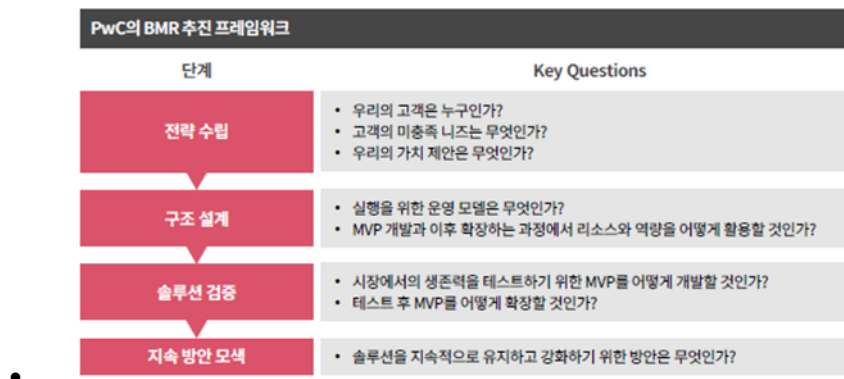 PwC의 BMR 추진 프레임워크
단계
Key Questions
전략 수립
• 우리의 고객은 누구인가?
• 고객의 미충족 니즈는 무엇인가?
• 우리의 가치 제안은 무엇인가?
구조 설계
• 실행을 위한 운영 모델은 무엇인가?
• MVP 개발과 이후 확장하는 과정에서 리소스와 역량을 어떻게 활용할 것인가?
솔루션 검증
• 시장에서의 생존력을 테스트하기 위한 MVP를 어떻게 개발할 것인가?
• 테스트 후 MVP를 어떻게 확장할 것인가?
지속 방안 모색
• 솔루션을 지속적으로 유지하고 강화하기 위한 방안은 무엇인가?